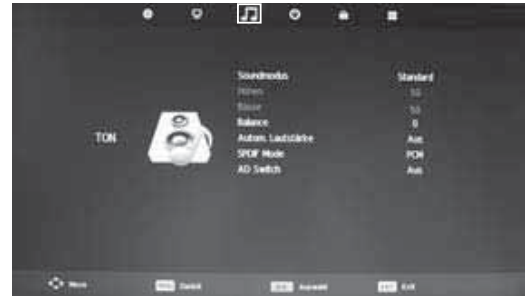 Soundmodus Standard
Höhen 50
Bässe 50
Balance 0
Autom. Lautstärke Aus
TON
SPDIF Mode PCM
AD Switch Aus
Move Zurück Auswahl Exit